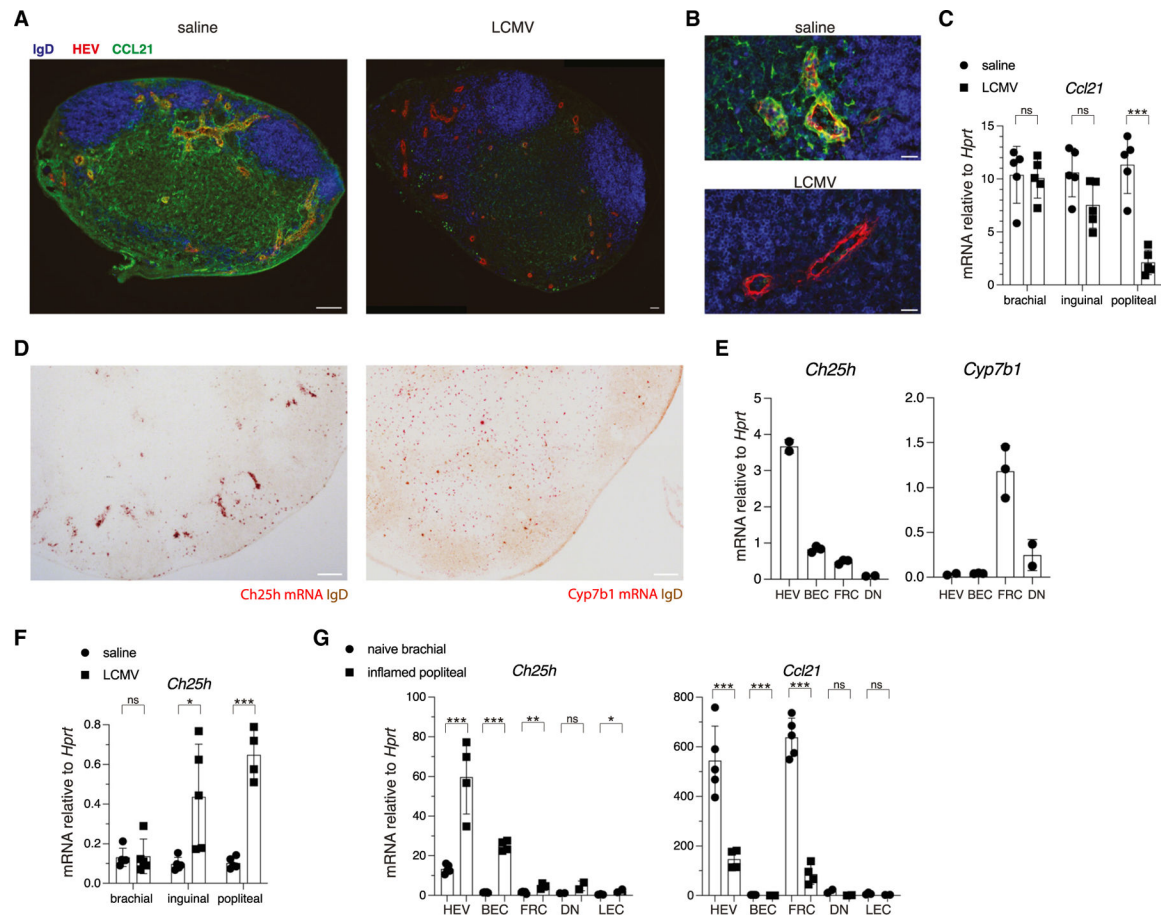 A
saline
LCMV
IgD HEV CCL21
B
saline
LCMV
C
saline
LCMV
Ccl21
ns ns ***
mRNA relative to Hprt
15
10
5
0
brachial inguinal popliteal
D
Ch25h mRNA IgD
Cyp7b1 mRNA IgD
E
Ch25h
mRNA relative to Hprt
5
4
3
2
1
0
HEV BEC FRC DN
Cyp7b1
2.0
1.5
1.0
0.5
0.0
HEV BEC FRC DN
F
saline
LCMV
Ch25h
ns * ***
mRNA relative to Hprt
0.8
0.6
0.4
0.2
0.0
brachial inguinal popliteal
G
naive brachial
inflamed popliteal
Ch25h
*** *** ** ns *
mRNA relative to Hprt
100
80
60
40
20
0
HEV BEC FRC DN LEC
Ccl21
*** *** *** ns ns
800
600
400
200
0
HEV BEC FRC DN LEC